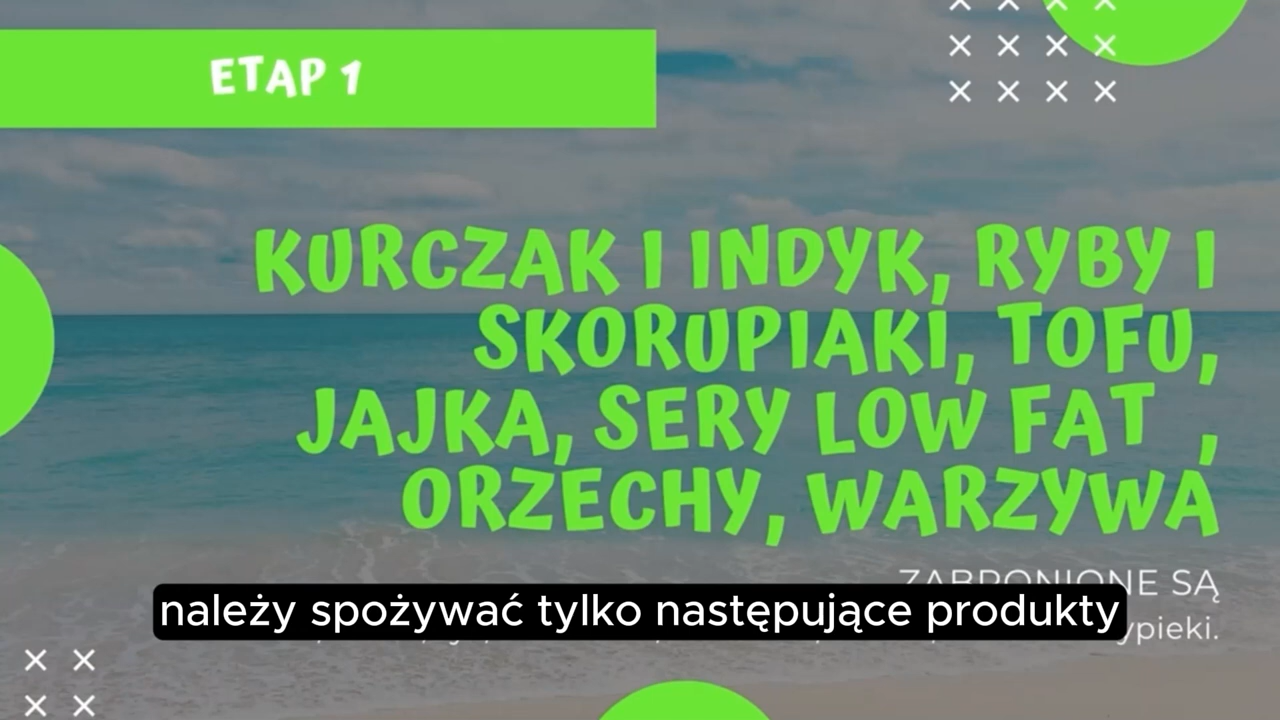 ETAP 1
KURCZAK I INDYK, RYBY I
SKORUPIAKI, TOFU,
JAJKA, SERY LOW FAT ,
ORZECHY, WARZYWA
ZABRONIONE SĄ
należy spożywać tylko następujące produkty